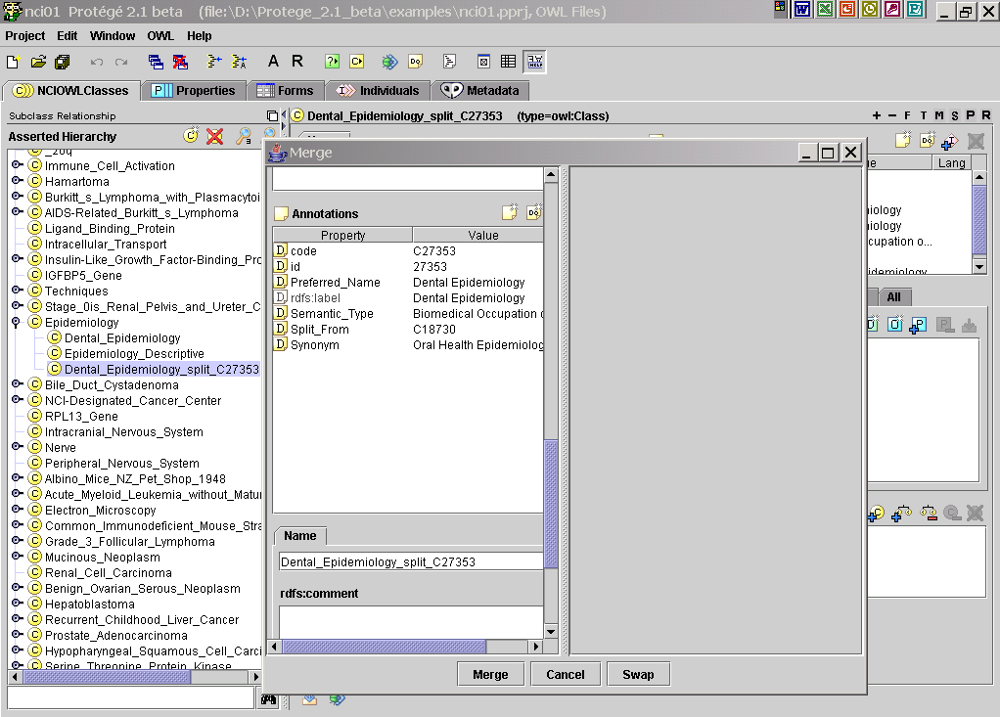 nci01 Protégé 2.1 beta (file:/D:/Protege_2.1_beta\examples\nci01.pprj, OWL Files)
Project Edit Window OWL Help
NCIOWLClasses Properties Forms Individuals Metadata
Subclass Relationship
Dental_Epidemiology_split_C27353 (type=owl:Class)
+ − F T M S P R
Asserted Hierarchy
Immune_Cell_Activation
Hamartoma
Burkitt_s_Lymphoma_with_Plasmacytoi
AIDS-Related_Burkitt_s_Lymphoma
Ligand_Binding_Protein
Intracellular_Transport
Insulin-Like_Growth_Factor-Binding_Pro
IGFBP5_Gene
Techniques
Stage_0is_Renal_Pelvis_and_Ureter_C
Epidemiology
Dental_Epidemiology
Epidemiology_Descriptive
Dental_Epidemiology_split_C27353
Bile_Duct_Cystadenoma
NCI-Designated_Cancer_Center
RPL13_Gene
Intracranial_Nervous_System
Nerve
Peripheral_Nervous_System
Albino_Mice_NZ_Pet_Shop_1948
Acute_Myeloid_Leukemia_without_Matur
Electron_Microscopy
Common_Immunodeficient_Mouse_Stra
Grade_3_Follicular_Lymphoma
Mucinous_Neoplasm
Renal_Cell_Carcinoma
Benign_Ovarian_Serous_Neoplasm
Hepatoblastoma
Recurrent_Childhood_Liver_Cancer
Prostate_Adenocarcinoma
Hypopharyngeal_Squamous_Cell_Carci
Serine_Threonine_Protein_Kinase
Merge
Annotations
Property Value
code C27353
id 27353
Preferred_Name Dental Epidemiology
rdfs:label Dental Epidemiology
Semantic_Type Biomedical Occupation
Split_From C18730
Synonym Oral Health Epidemiolog
Name
Dental_Epidemiology_split_C27353
rdfs:comment
Merge Cancel Swap
ue Lang
niology
niology
cupation o...
idemiology
All